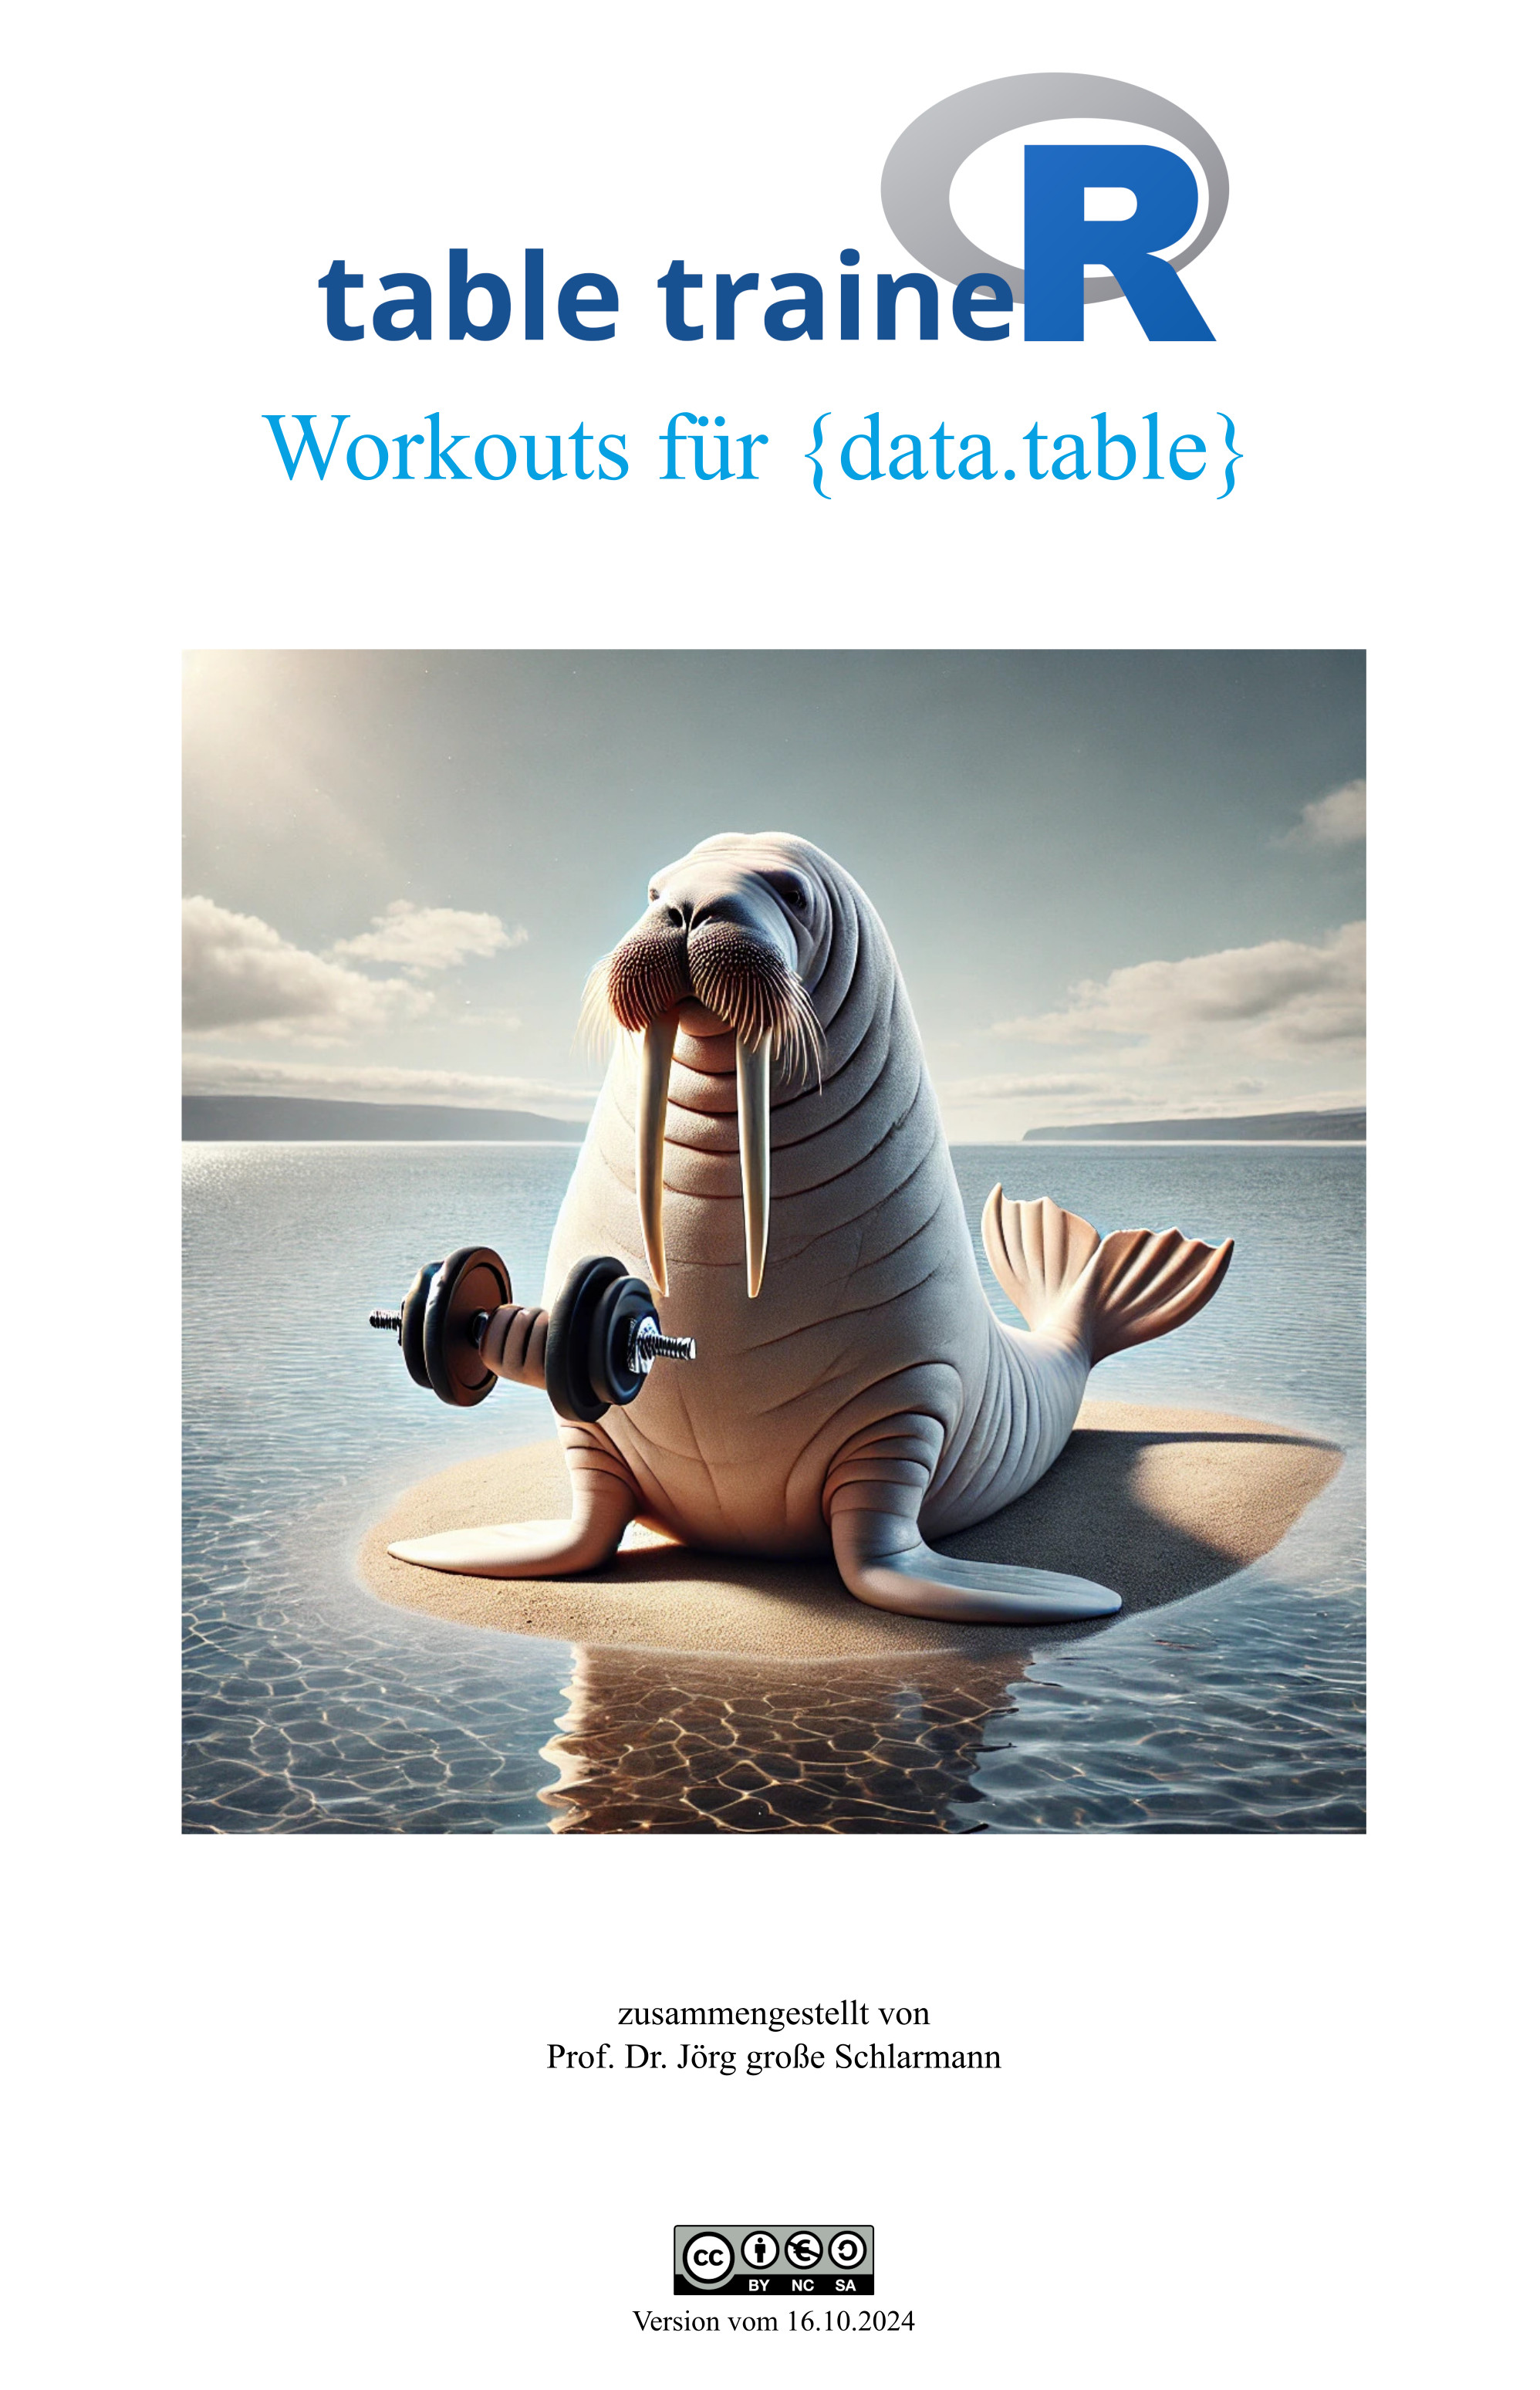 table traineR
Workouts für {data.table}
zusammengestellt von
Prof. Dr. Jörg große Schlarmann
cc
BY NC SA
Version vom 16.10.2024